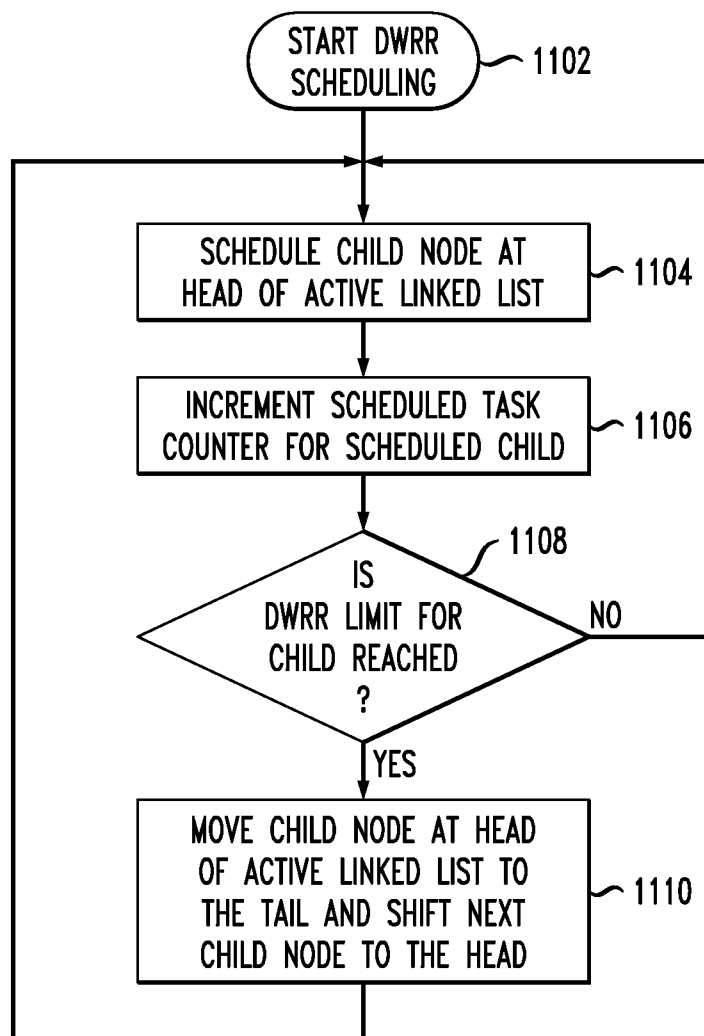 START DWRR
SCHEDULING
1102
SCHEDULE CHILD NODE AT
HEAD OF ACTIVE LINKED LIST
1104
INCREMENT SCHEDULED TASK
COUNTER FOR SCHEDULED CHILD
1106
1108
IS
DWRR LIMIT FOR
CHILD REACHED
?
NO
YES
MOVE CHILD NODE AT HEAD
OF ACTIVE LINKED LIST TO
THE TAIL AND SHIFT NEXT
CHILD NODE TO THE HEAD
1110